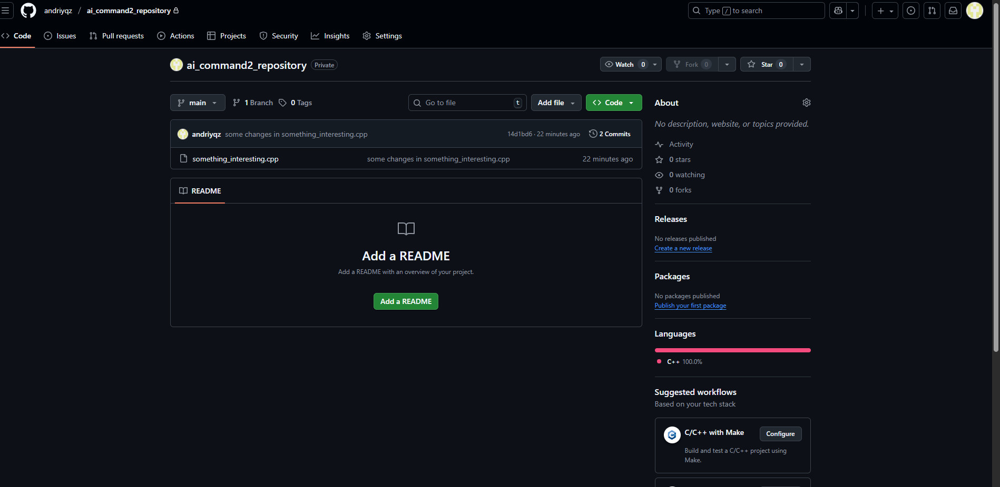 andriyqz / ai_command2_repository
Type / to search
Code Issues Pull requests Actions Projects Security Insights Settings
ai_command2_repository Private
Watch 0 Fork 0 Star 0
main 1 Branch 0 Tags
Go to file t Add file Code
andriyqz some changes in something_interesting.cpp 14d1bd6 · 22 minutes ago 2 Commits
something_interesting.cpp some changes in something_interesting.cpp 22 minutes ago
README
Add a README
Add a README with an overview of your project.
Add a README
About
No description, website, or topics provided.
Activity
0 stars
0 watching
0 forks
Releases
No releases published
Create a new release
Packages
No packages published
Publish your first package
Languages
C++ 100.0%
Suggested workflows
Based on your tech stack
C/C++ with Make Configure
Build and test a C/C++ project using
Make.